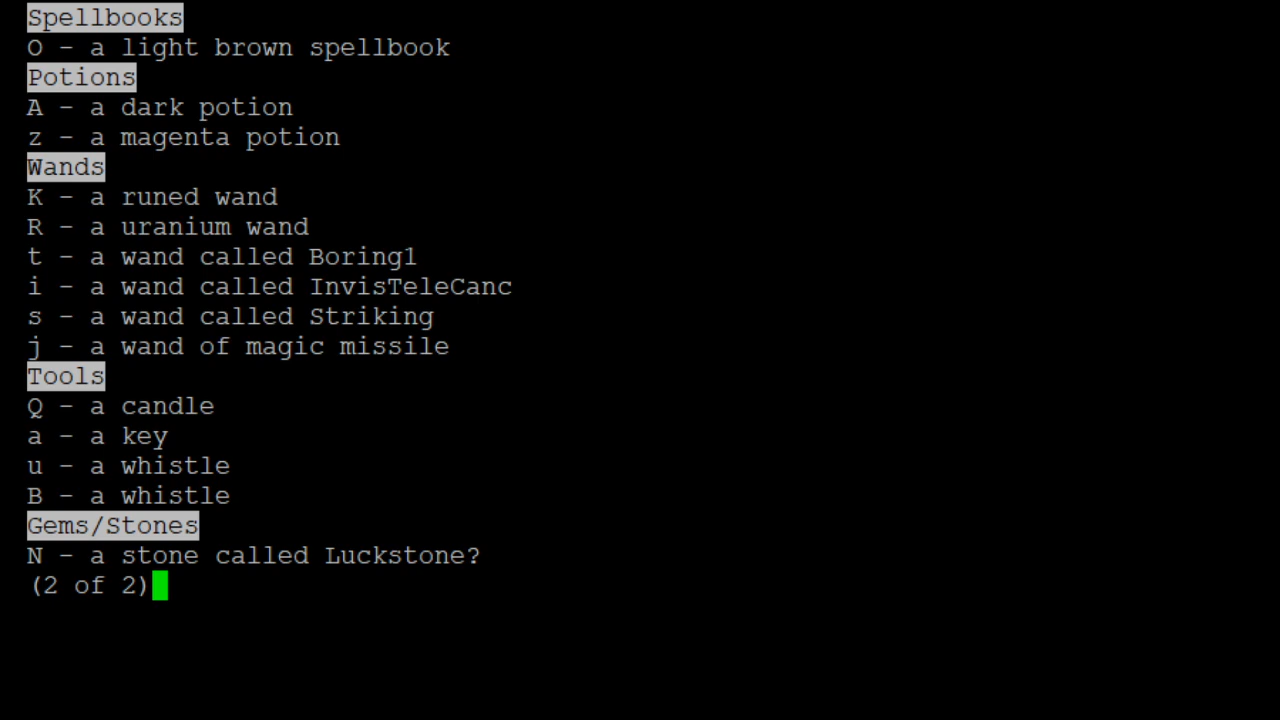 Spellbooks
O - a light brown spellbook
Potions
A - a dark potion
z - a magenta potion
Wands
K - a runed wand
R - a uranium wand
t - a wand called Boring1
i - a wand called InvisTeleCanc
s - a wand called Striking
j - a wand of magic missile
Tools
Q - a candle
a - a key
u - a whistle
B - a whistle
Gems/Stones
N - a stone called Luckstone?
(2 of 2)